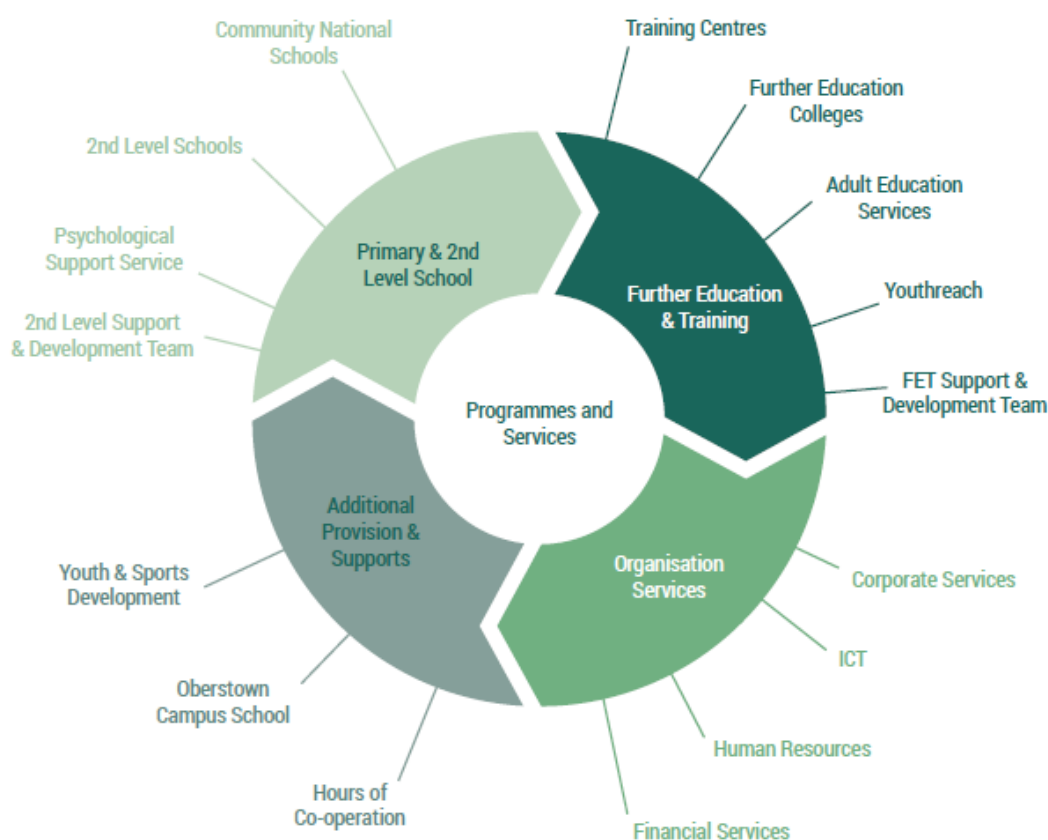 Community National
Schools
2nd Level Schools
Psychological
Support Service
2nd Level Support
& Development Team
Primary & 2nd
Level School
Training Centres
Further Education
Colleges
Adult Education
Services
Youthreach
FET Support &
Development Team
Further Education
& Training
Programmes and
Services
Additional
Provision &
Supports
Youth & Sports
Development
Oberstown
Campus School
Hours of
Co-operation
Organisation
Services
Corporate Services
ICT
Human Resources
Financial Services